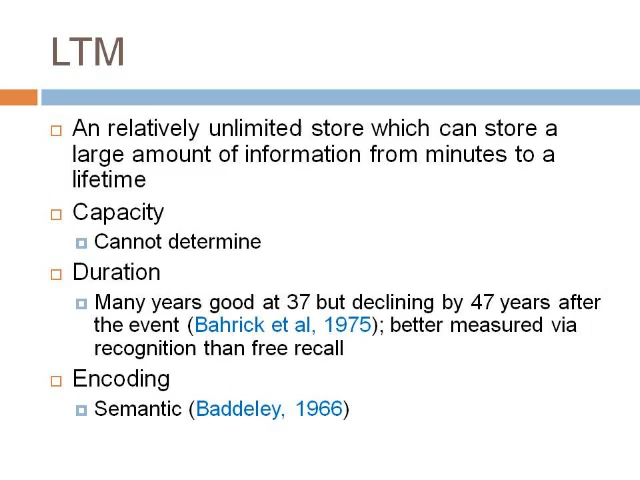 LTM
An relatively unlimited store which can store a
large amount of information from minutes to a
lifetime
Capacity
Cannot determine
Duration
Many years good at 37 but declining by 47 years after
the event (Bahrick et al, 1975); better measured via
recognition than free recall
Encoding
Semantic (Baddeley, 1966)